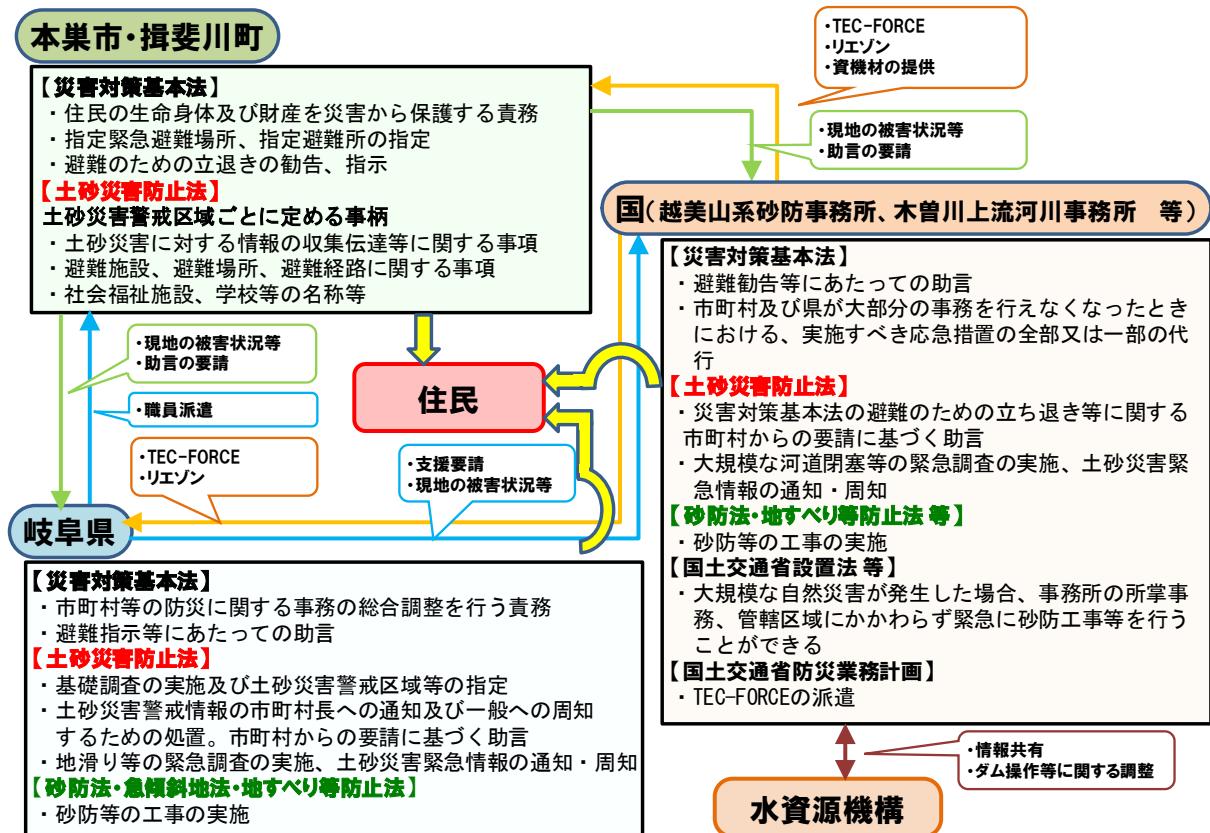 本巣市・揖斐川町
【災害対策基本法】
・住民の生命身体及び財産を災害から保護する責務
・指定緊急避難場所、指定避難所の指定
・避難のための立退きの勧告、指示
【土砂災害防止法】
土砂災害警戒区域ごとに定める事柄
・土砂災害に対する情報の収集伝達等に関する事項
・避難施設、避難場所、避難経路に関する事項
・社会福祉施設、学校等の名称等
・TEC-FORCE
・リエゾン
・資機材の提供
・現地の被害状況等
・助言の要請
国(越美山系砂防事務所、木曽川上流河川事務所　等)
【災害対策基本法】
・避難勧告等にあたっての助言
・市町村及び県が大部分の事務を行えなくなったとき
における、実施すべき応急措置の全部又は一部の代
行
【土砂災害防止法】
・災害対策基本法の避難のための立ち退き等に関する
市町村からの要請に基づく助言
・大規模な河道閉塞等の緊急調査の実施、土砂災害緊
急情報の通知・周知
【砂防法・地すべり等防止法 等】
・砂防等の工事の実施
【国土交通省設置法 等】
・大規模な自然災害が発生した場合、事務所の所掌事
務、管轄区域にかかわらず緊急に砂防工事等を行う
ことができる
【国土交通省防災業務計画】
・TEC-FORCEの派遣
・現地の被害状況等
・助言の要請
・職員派遣
・TEC-FORCE
・リエゾン
住民
・支援要請
・現地の被害状況等
岐阜県
【災害対策基本法】
・市町村等の防災に関する事務の総合調整を行う責務
・避難指示等にあたっての助言
【土砂災害防止法】
・基礎調査の実施及び土砂災害警戒区域等の指定
・土砂災害警戒情報の市町村長への通知及び一般への周知
するための処置。市町村からの要請に基づく助言
・地滑り等の緊急調査の実施、土砂災害緊急情報の通知・周知
【砂防法・急傾斜地法・地すべり等防止法】
・砂防等の工事の実施
・情報共有
・ダム操作等に関する調整
水資源機構